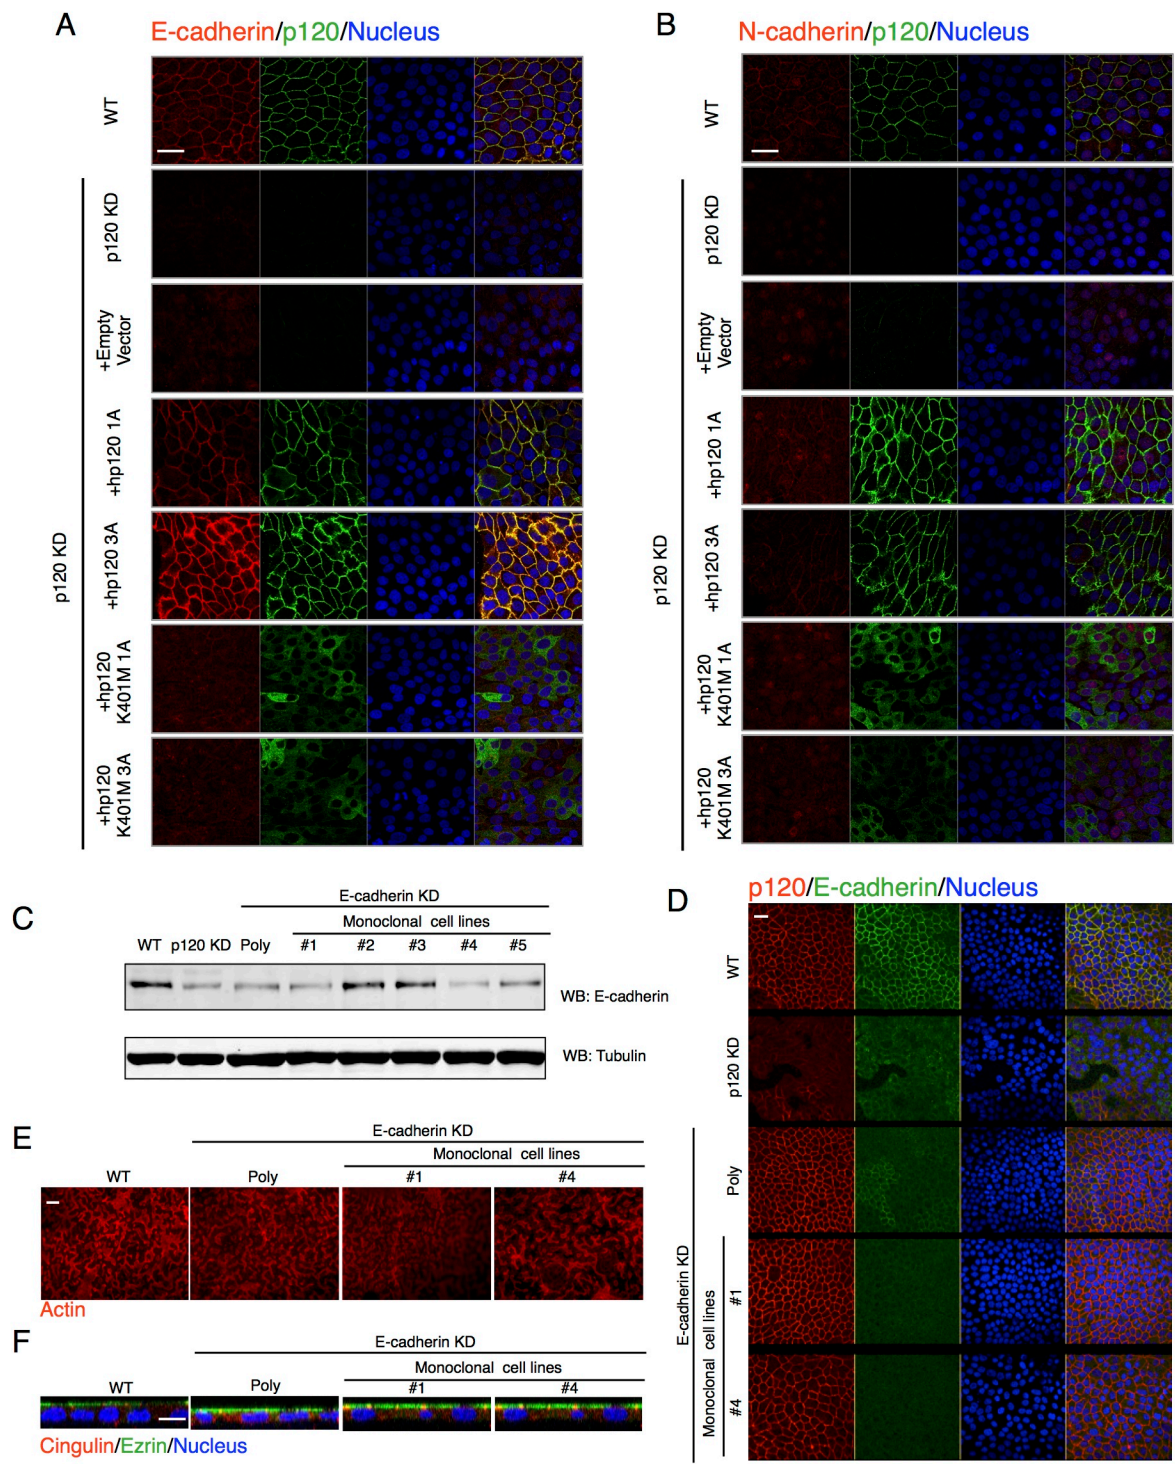 A
E-cadherin/p120/Nucleus
WT
p120 KD
+Empty
Vector
+hp120 1A
+hp120 3A
+hp120
K401M 1A
+hp120
K401M 3A
p120 KD
B
N-cadherin/p120/Nucleus
WT
p120 KD
+Empty
Vector
+hp120 1A
+hp120 3A
+hp120
K401M 1A
+hp120
K401M 3A
p120 KD
C
E-cadherin KD
Monoclonal cell lines
WT p120 KD Poly #1 #2 #3 #4 #5
WB: E-cadherin
WB: Tubulin
D
p120/E-cadherin/Nucleus
WT
p120 KD
Poly
#1
#4
Monoclonal cell lines
E-cadherin KD
E
E-cadherin KD
Monoclonal cell lines
WT Poly #1 #4
Actin
F
E-cadherin KD
Monoclonal cell lines
WT Poly #1 #4
Cingulin/Ezrin/Nucleus